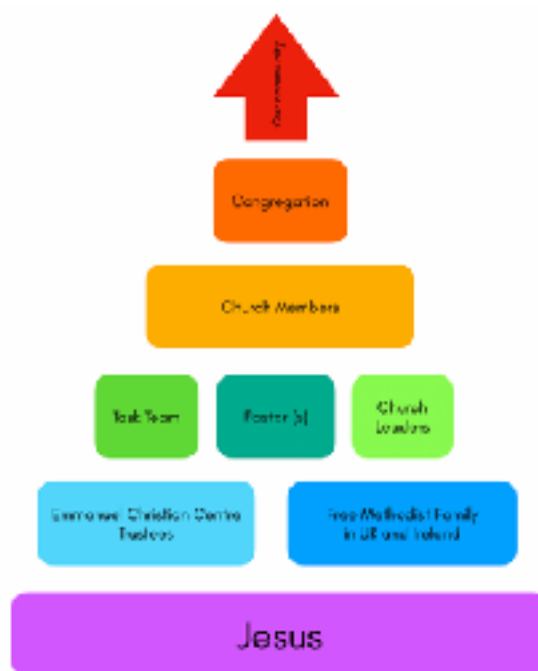 Our community
Congregation
Church Members
Task Team
Pastor (s)
Church
Leaders
Emmanuel Christian Centre
Trustees
Free Methodist Family
in UK and Ireland
Jesus